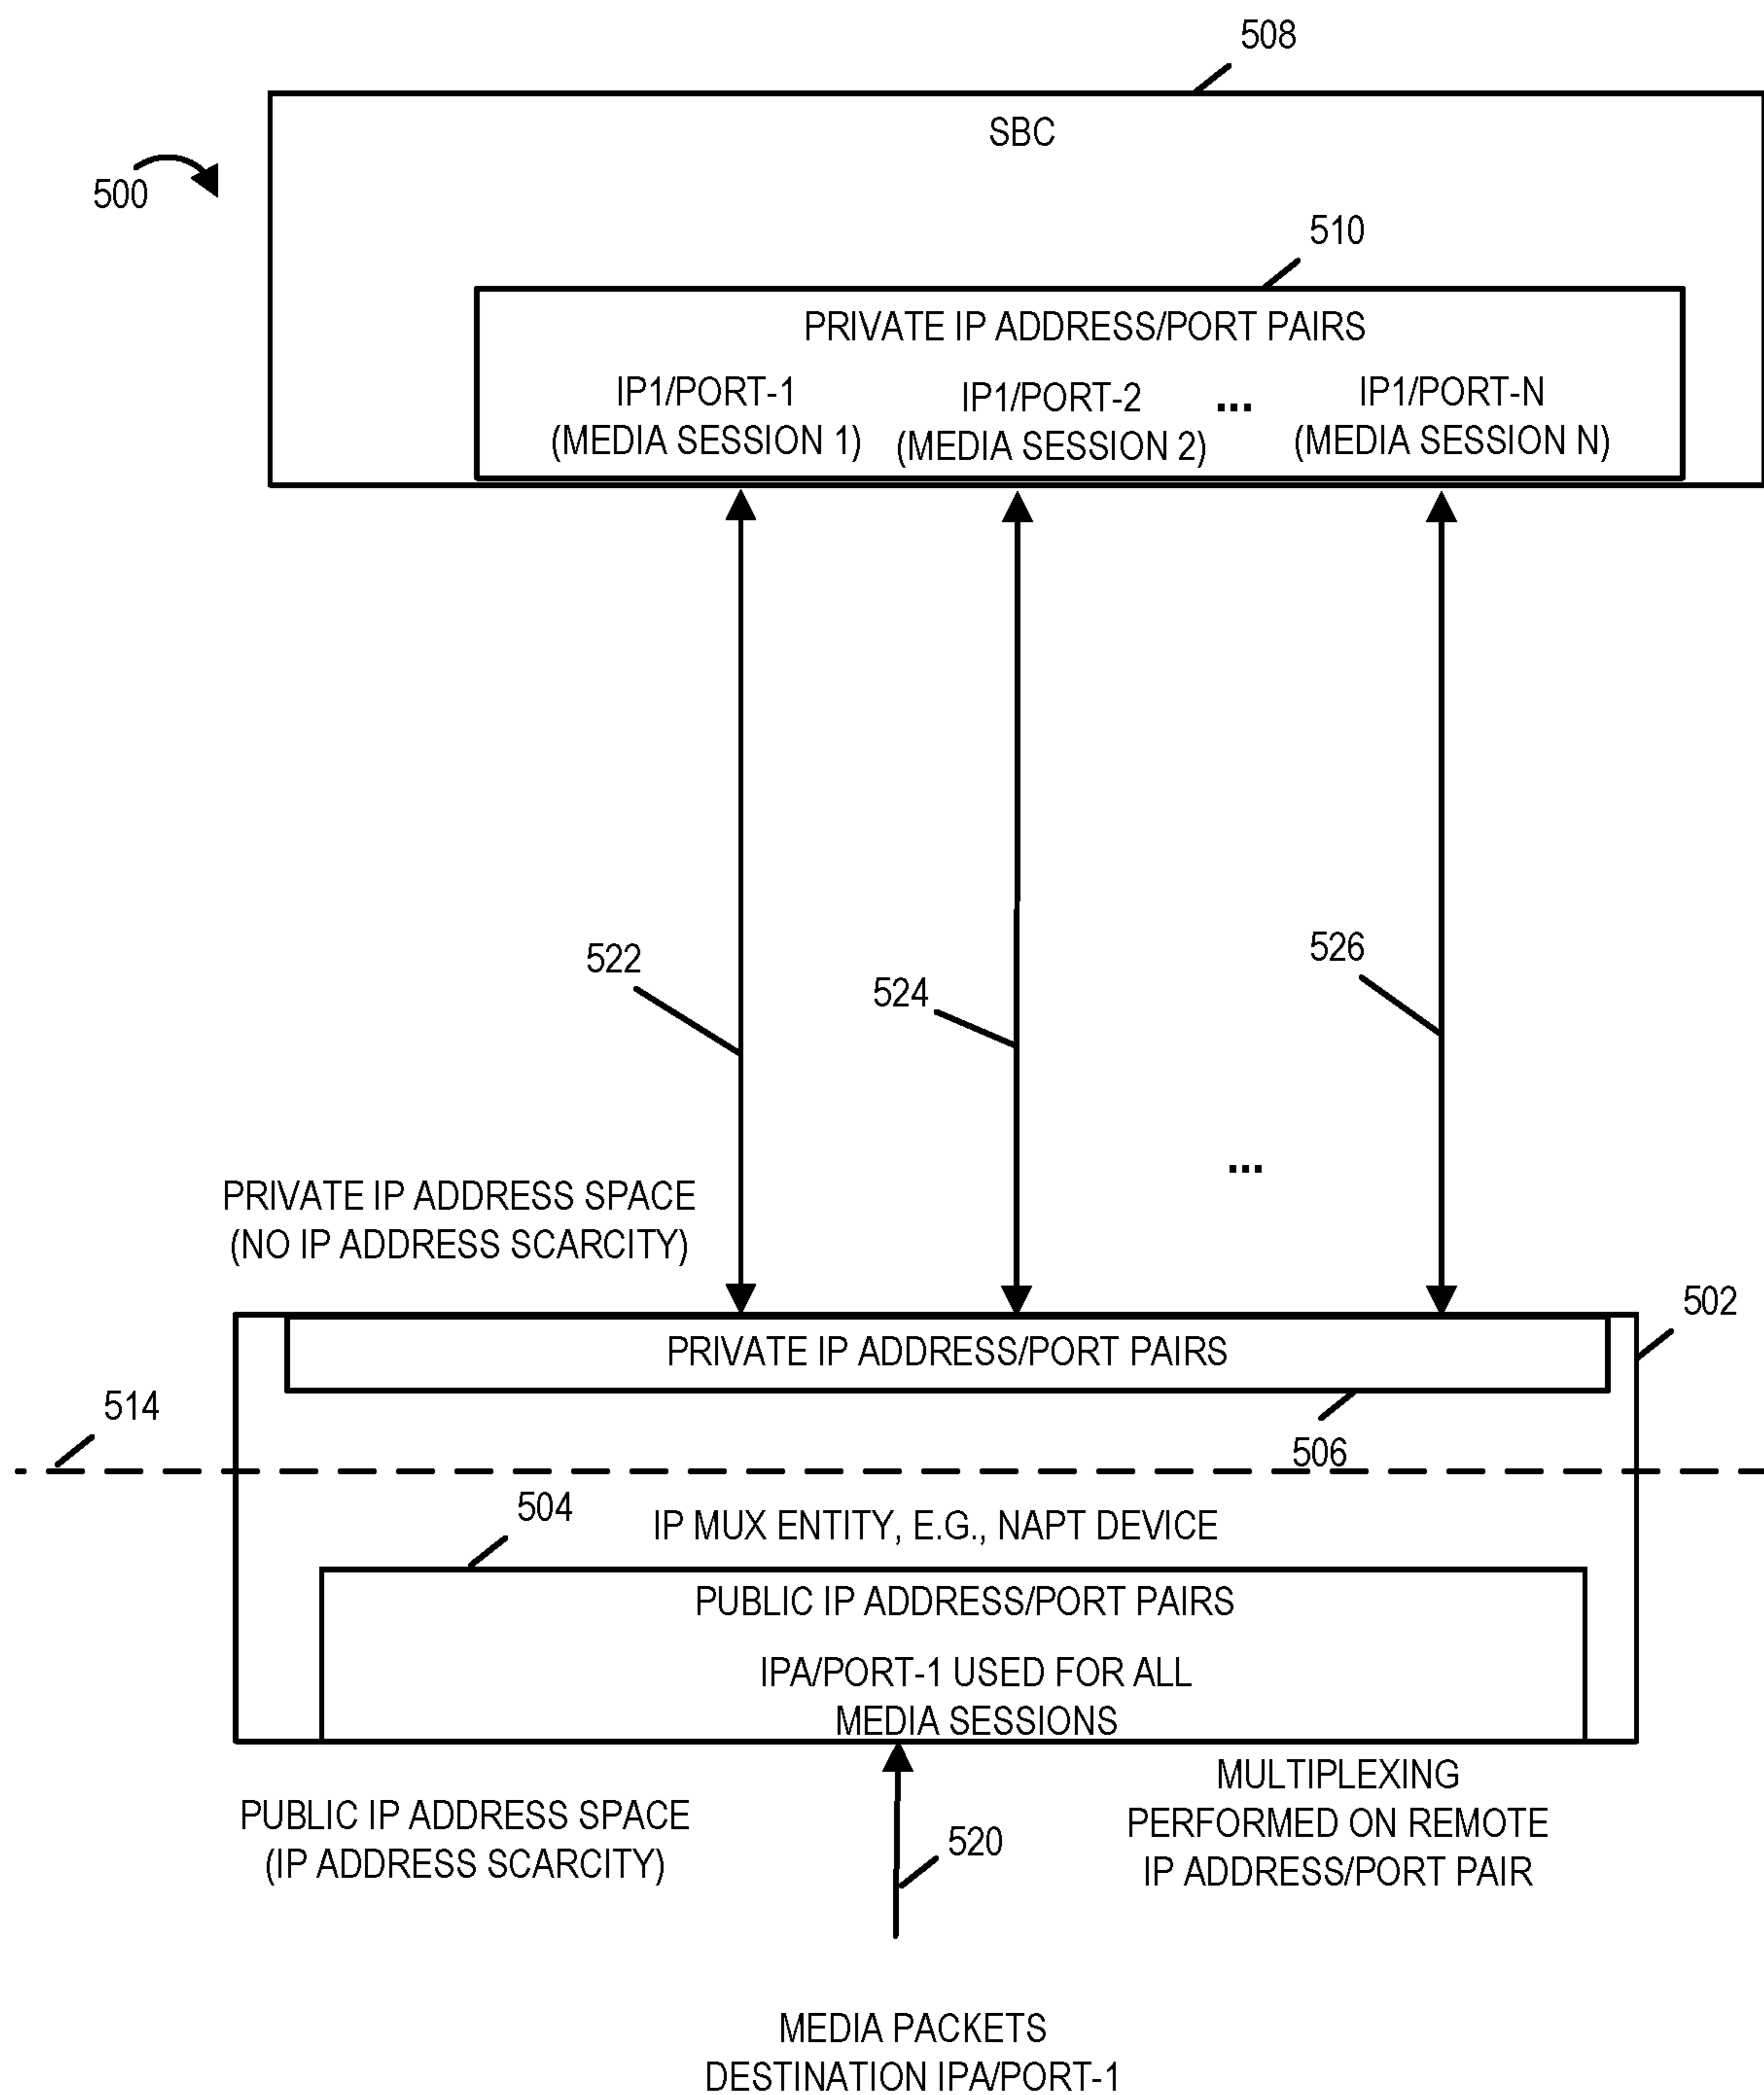 508
SBC
500
510
PRIVATE IP ADDRESS/PORT PAIRS
IP1/PORT-1
(MEDIA SESSION 1)
IP1/PORT-2
(MEDIA SESSION 2)
...
IP1/PORT-N
(MEDIA SESSION N)
522
524
526
...
PRIVATE IP ADDRESS SPACE
(NO IP ADDRESS SCARCITY)
502
PRIVATE IP ADDRESS/PORT PAIRS
514
506
504
IP MUX ENTITY, E.G., NAPT DEVICE
PUBLIC IP ADDRESS/PORT PAIRS
IPA/PORT-1 USED FOR ALL
MEDIA SESSIONS
PUBLIC IP ADDRESS SPACE
(IP ADDRESS SCARCITY)
520
MULTIPLEXING
PERFORMED ON REMOTE
IP ADDRESS/PORT PAIR
MEDIA PACKETS
DESTINATION IPA/PORT-1